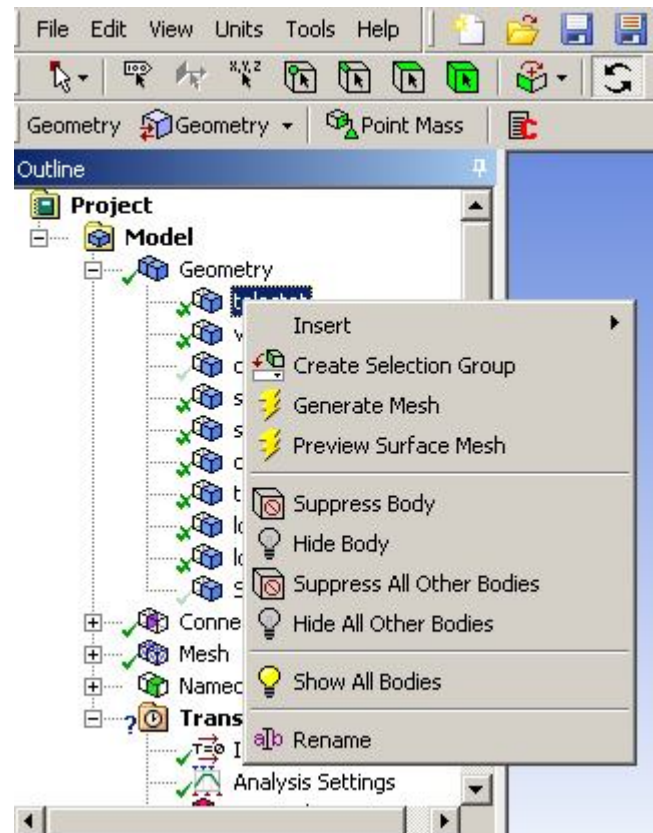 File Edit View Units Tools Help
X,Y,Z
Geometry Geometry Point Mass
Outline
Project
Model
Geometry
Insert
Create Selection Group
Generate Mesh
Preview Surface Mesh
Suppress Body
Hide Body
Suppress All Other Bodies
Conne Hide All Other Bodies
Mesh
Named Show All Bodies
Trans
T=0 I Rename
Analysis Settings